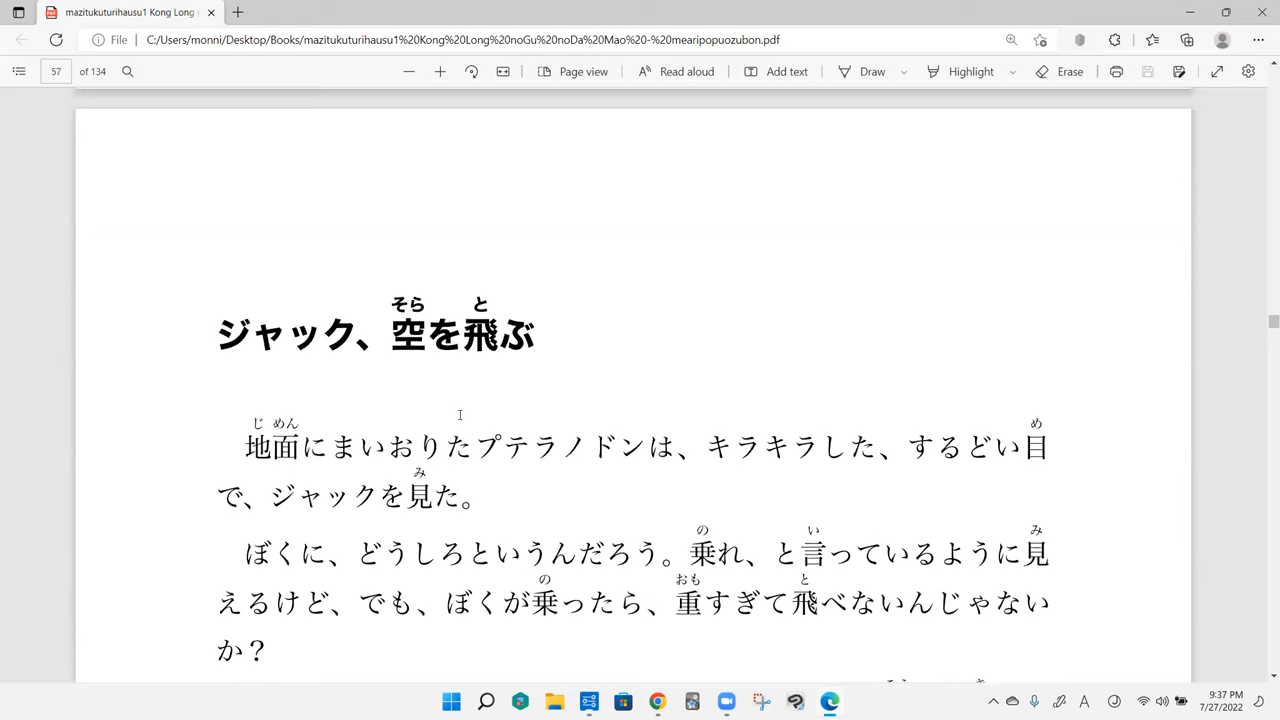 mazitukuturihausu1 Kong Long
File C:/Users/monni/Desktop/Books/mazitukuturihausu1%20Kong%20Long%20noGu%20noDa%20Mao%20-%20mearipopuozubon.pdf
57 of 134 Page view Read aloud Add text Draw Highlight Erase
そら と
ジャック、空を飛ぶ
じ めん め
地面にまいおりたプテラノドンは、キラキラした、するどい目
み
で、ジャックを見た。
の い み
ぼくに、どうしろというんだろう。乗れ、と言っているように見
の おも と
えるけど、でも、ぼくが乗ったら、重すぎて飛べないんじゃない
か?
9:37 PM
7/27/2022